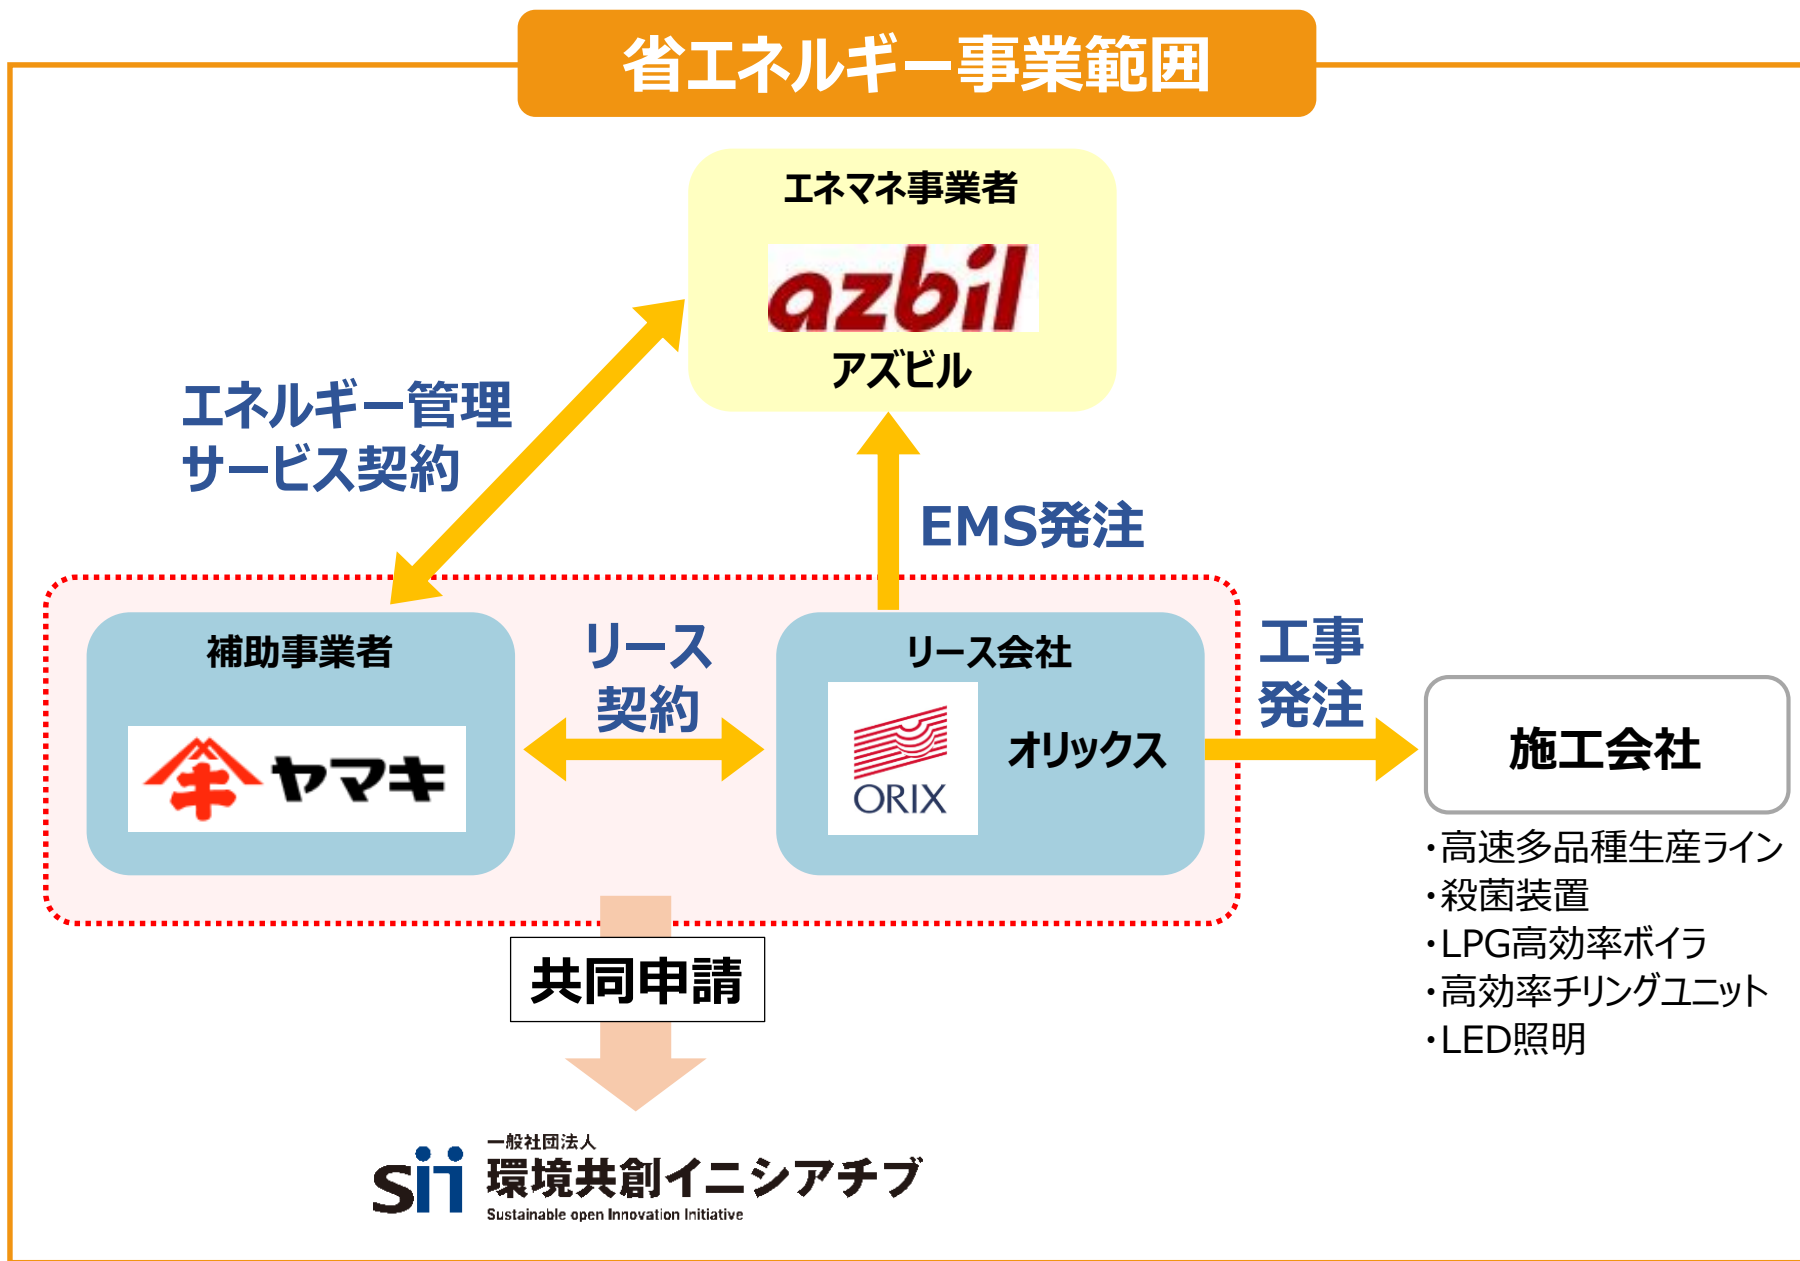 省エネルギー事業範囲
エネマネ事業者
azbil
アズビル
エネルギー管理
サービス契約
EMS発注
補助事業者
ヤマキ
リース
契約
リース会社
ORIX
オリックス
工事
発注
施工会社
・高速多品種生産ライン
・殺菌装置
・LPG高効率ボイラ
・高効率チリングユニット
・LED照明
共同申請
sii
一般社団法人
環境共創イニシアチブ
Sustainable open Innovation Initiative